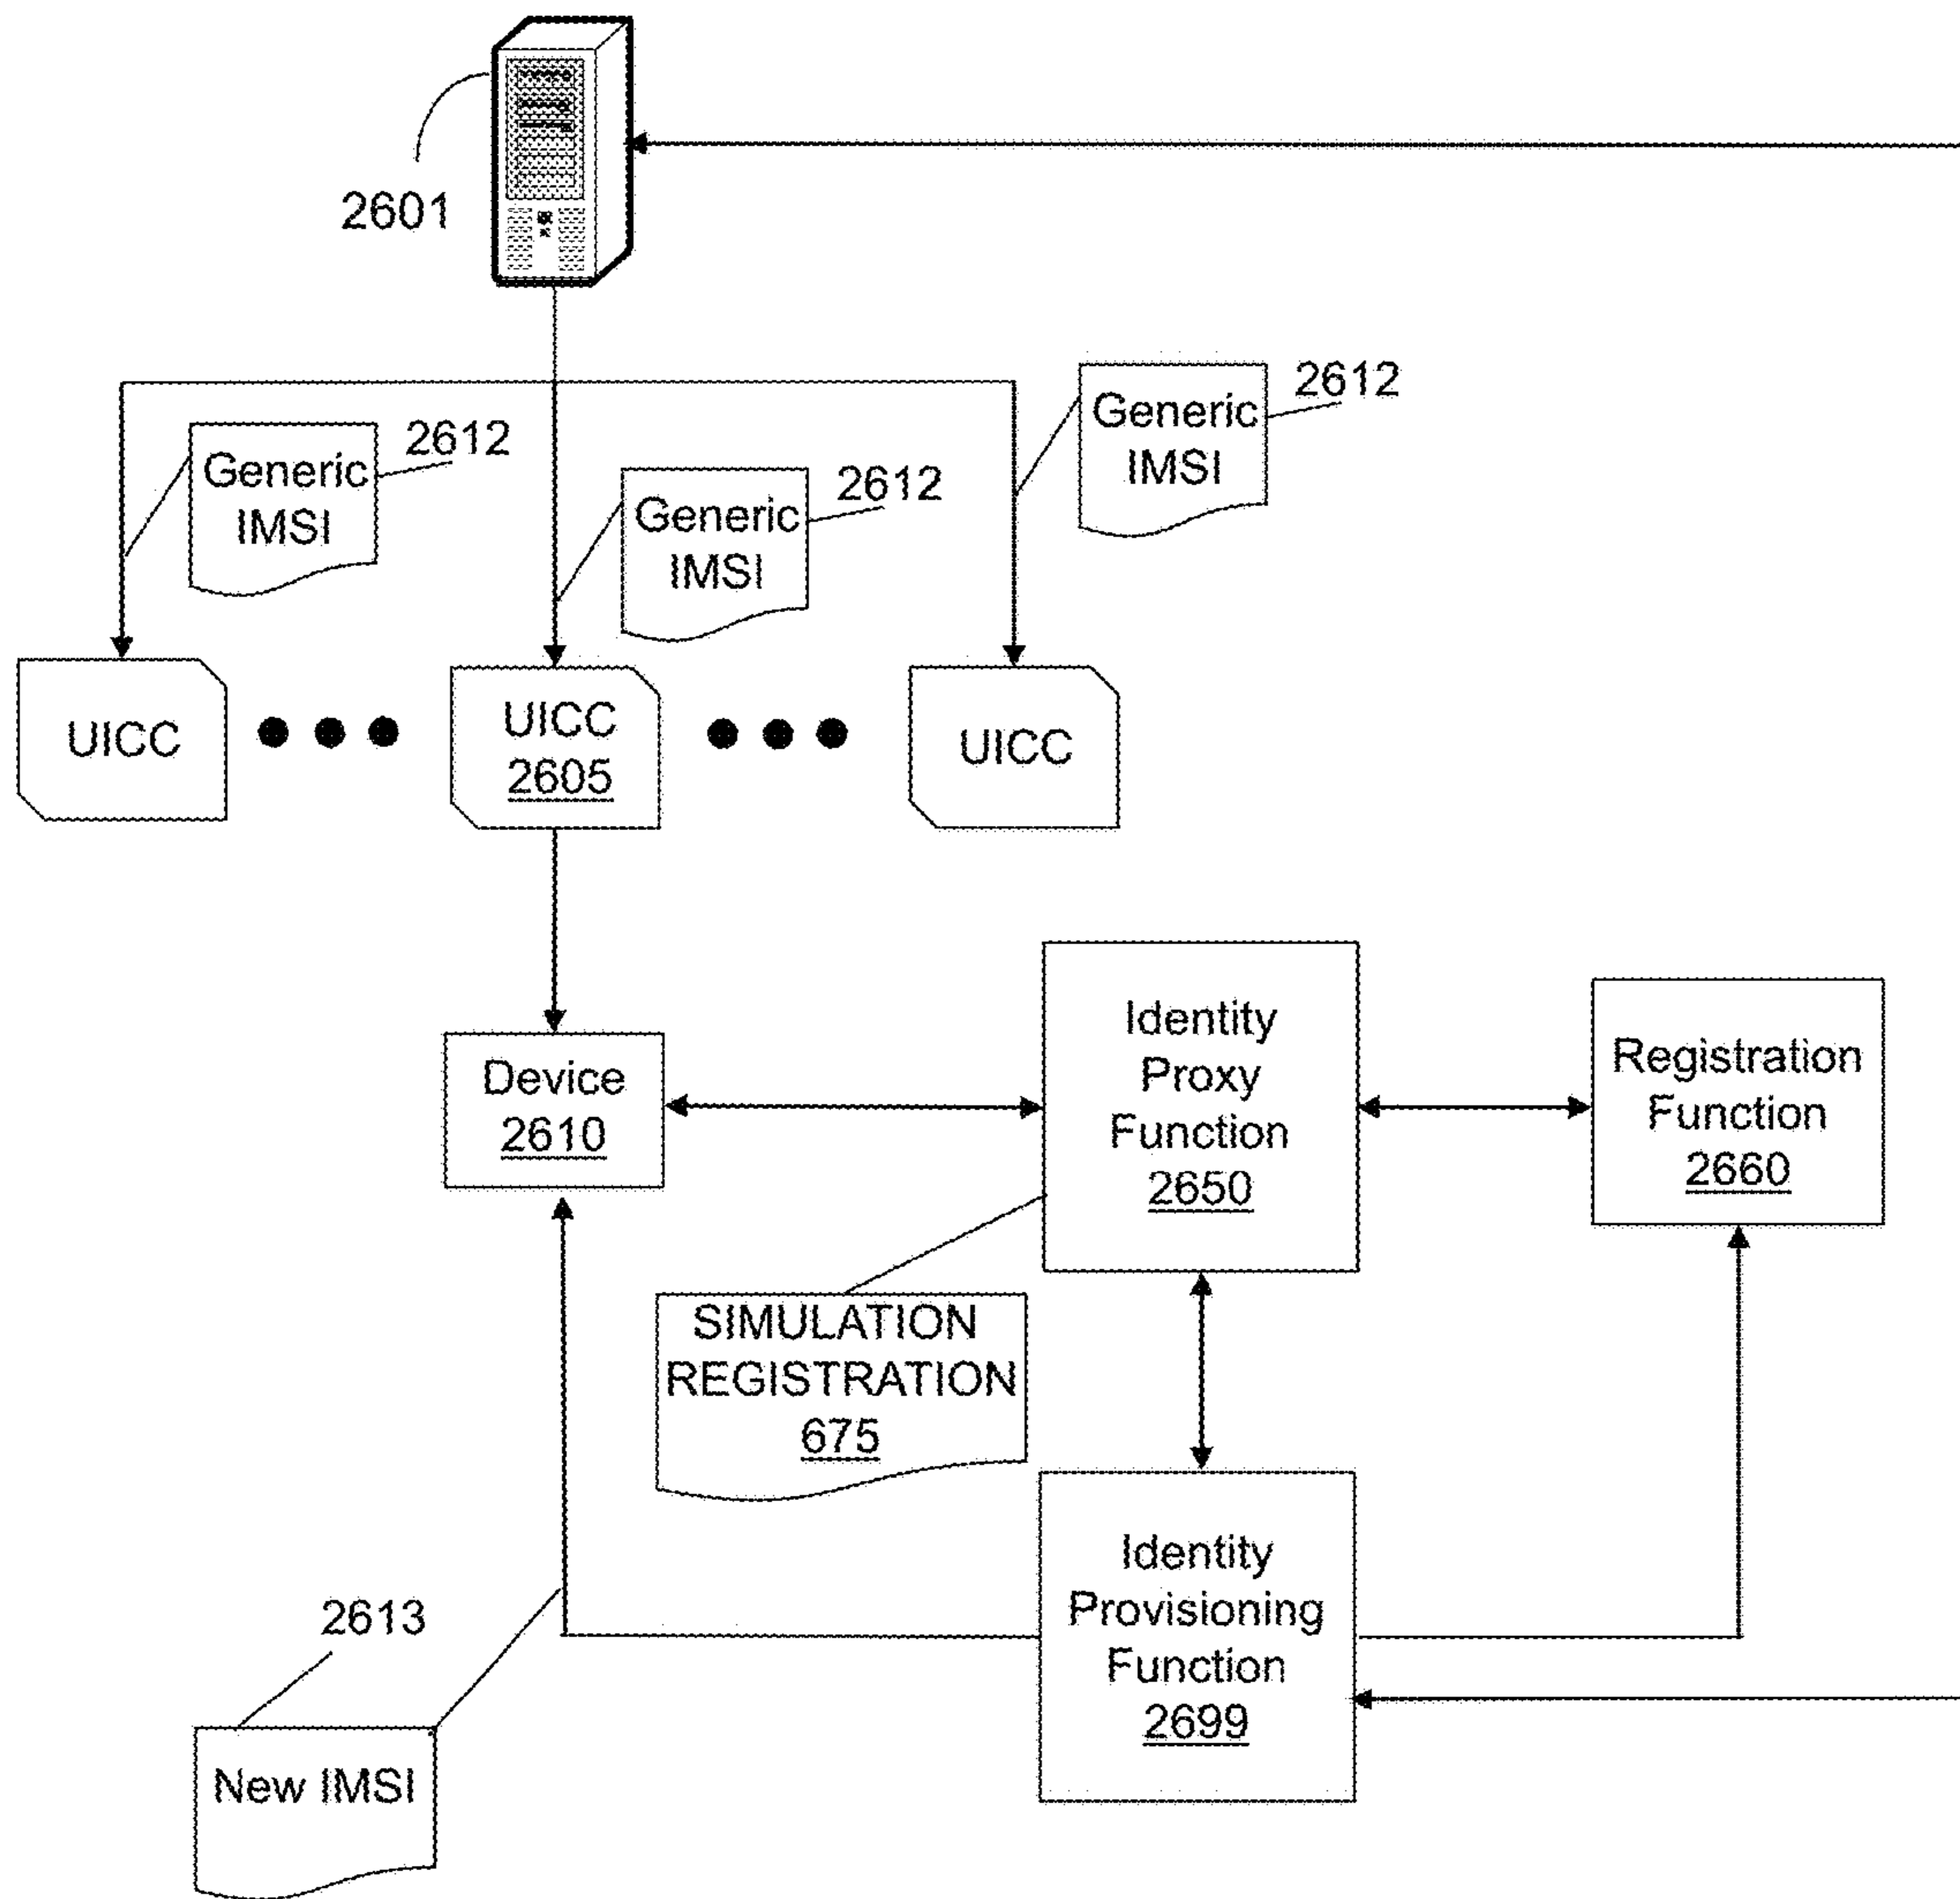 2601
2612
Generic
IMSI
2612
Generic
IMSI
2612
Generic
IMSI
UICC
UICC
2605
UICC
Device
2610
Identity
Proxy
Function
2650
Registration
Function
2660
SIMULATION
REGISTRATION
675
Identity
Provisioning
Function
2699
2613
New IMSI